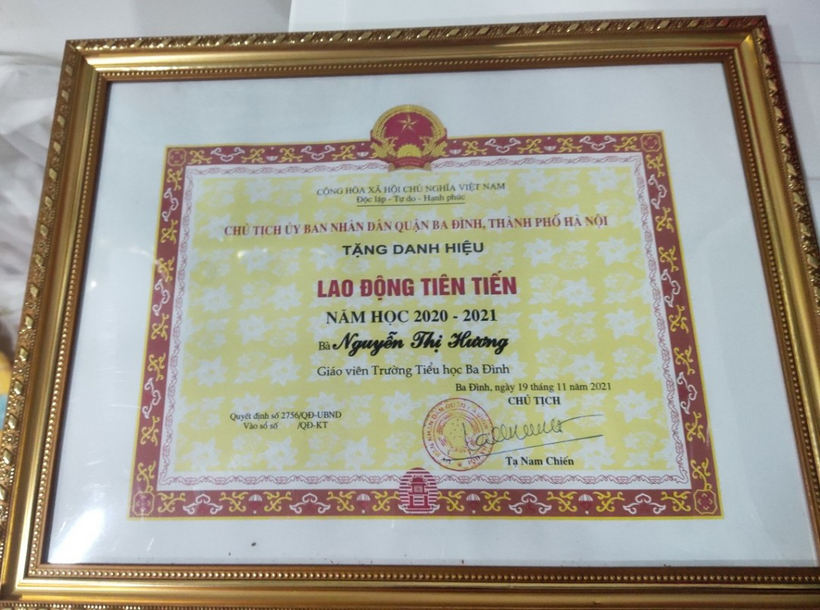 CỘNG HÒA XÃ HỘI CHỦ NGHĨA VIỆT NAM
Độc lập - Tự do - Hạnh phúc
CHỦ TỊCH ỦY BAN NHÂN DÂN QUẬN BA ĐÌNH, THÀNH PHỐ HÀ NỘI
TẶNG DANH HIỆU
LAO ĐỘNG TIÊN TIẾN
NĂM HỌC 2020 - 2021
Bà Nguyễn Thị Hương
Giáo viên Trường Tiểu học Ba Đình
Ba Đình, ngày 19 tháng 11 năm 2021
CHỦ TỊCH
Quyết định số 2756/QĐ-UBND
Vào sổ số /QĐ-KT
Tạ Nam Chiến